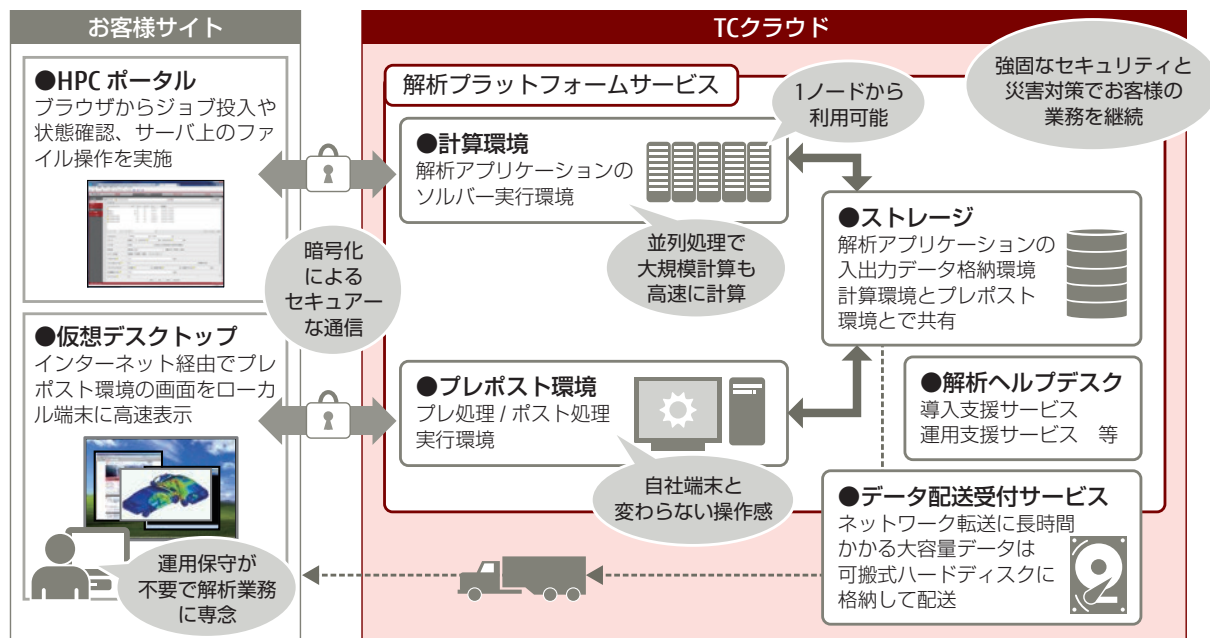 お客様サイト
●HPC ポータル
ブラウザからジョブ投入や
状態確認、サーバ上のファ
イル操作を実施
●仮想デスクトップ
インターネット経由でプレ
ポスト環境の画面をローカ
ル端末に高速表示
運用保守が
不要で解析業務
に専念
暗号化
による
セキュアー
な通信
TCクラウド
解析プラットフォームサービス
強固なセキュリティと
災害対策でお客様の
業務を継続
1ノードから
利用可能
●計算環境
解析アプリケーションの
ソルバー実行環境
並列処理で
大規模計算も
高速に計算
●ストレージ
解析アプリケーションの
入出力データ格納環境
計算環境とプレポスト
環境とで共有
●プレポスト環境
プレ処理 / ポスト処理
実行環境
自社端末と
変わらない操作感
●解析ヘルプデスク
導入支援サービス
運用支援サービス　等
●データ配送受付サービス
ネットワーク転送に長時間
かかる大容量データは
可搬式ハードディスクに
格納して配送